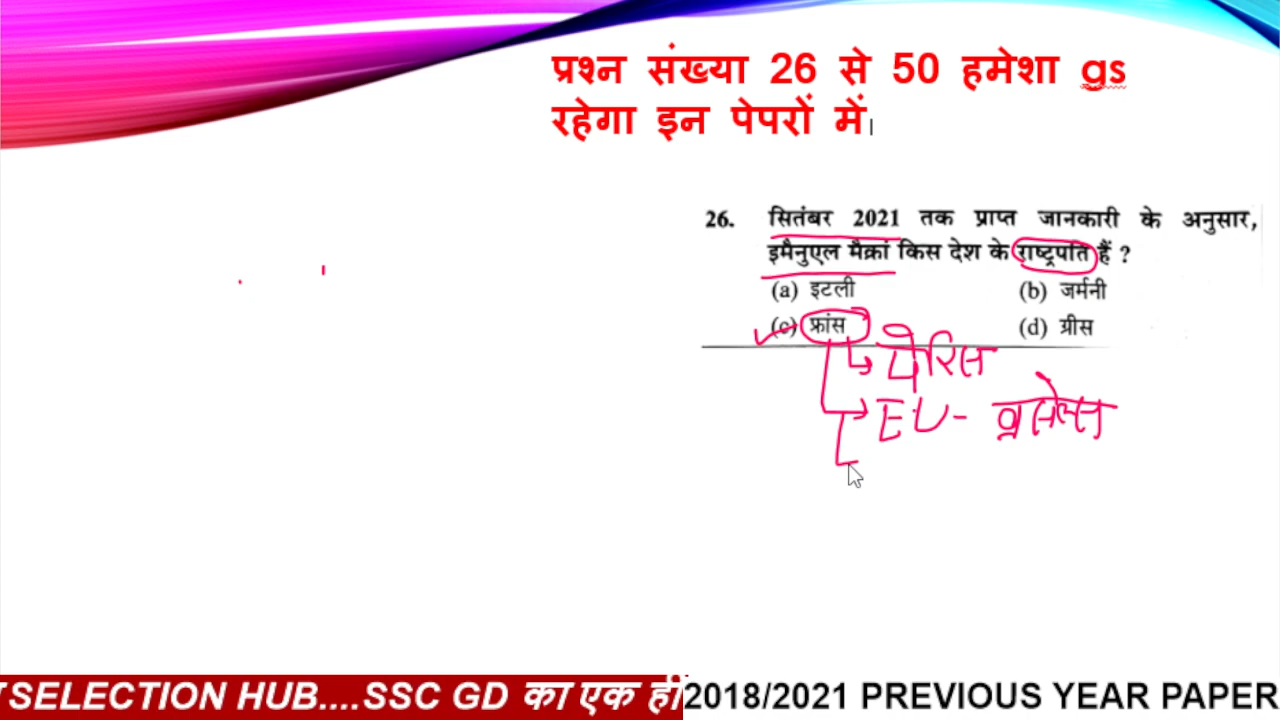 प्रश्न संख्या 26 से 50 हमेशा gs
रहेगा इन पेपरों में।
26. सितंबर 2021 तक प्राप्त जानकारी के अनुसार,
इमैनुएल मैक्रां किस देश के राष्ट्रपति हैं ?
(a) इटली (b) जर्मनी
(c) फ्रांस (d) ग्रीस
पेरिस
EU- ब्रुसेल्स
SELECTION HUB....SSC GD का एक ही 2018/2021 PREVIOUS YEAR PAPER